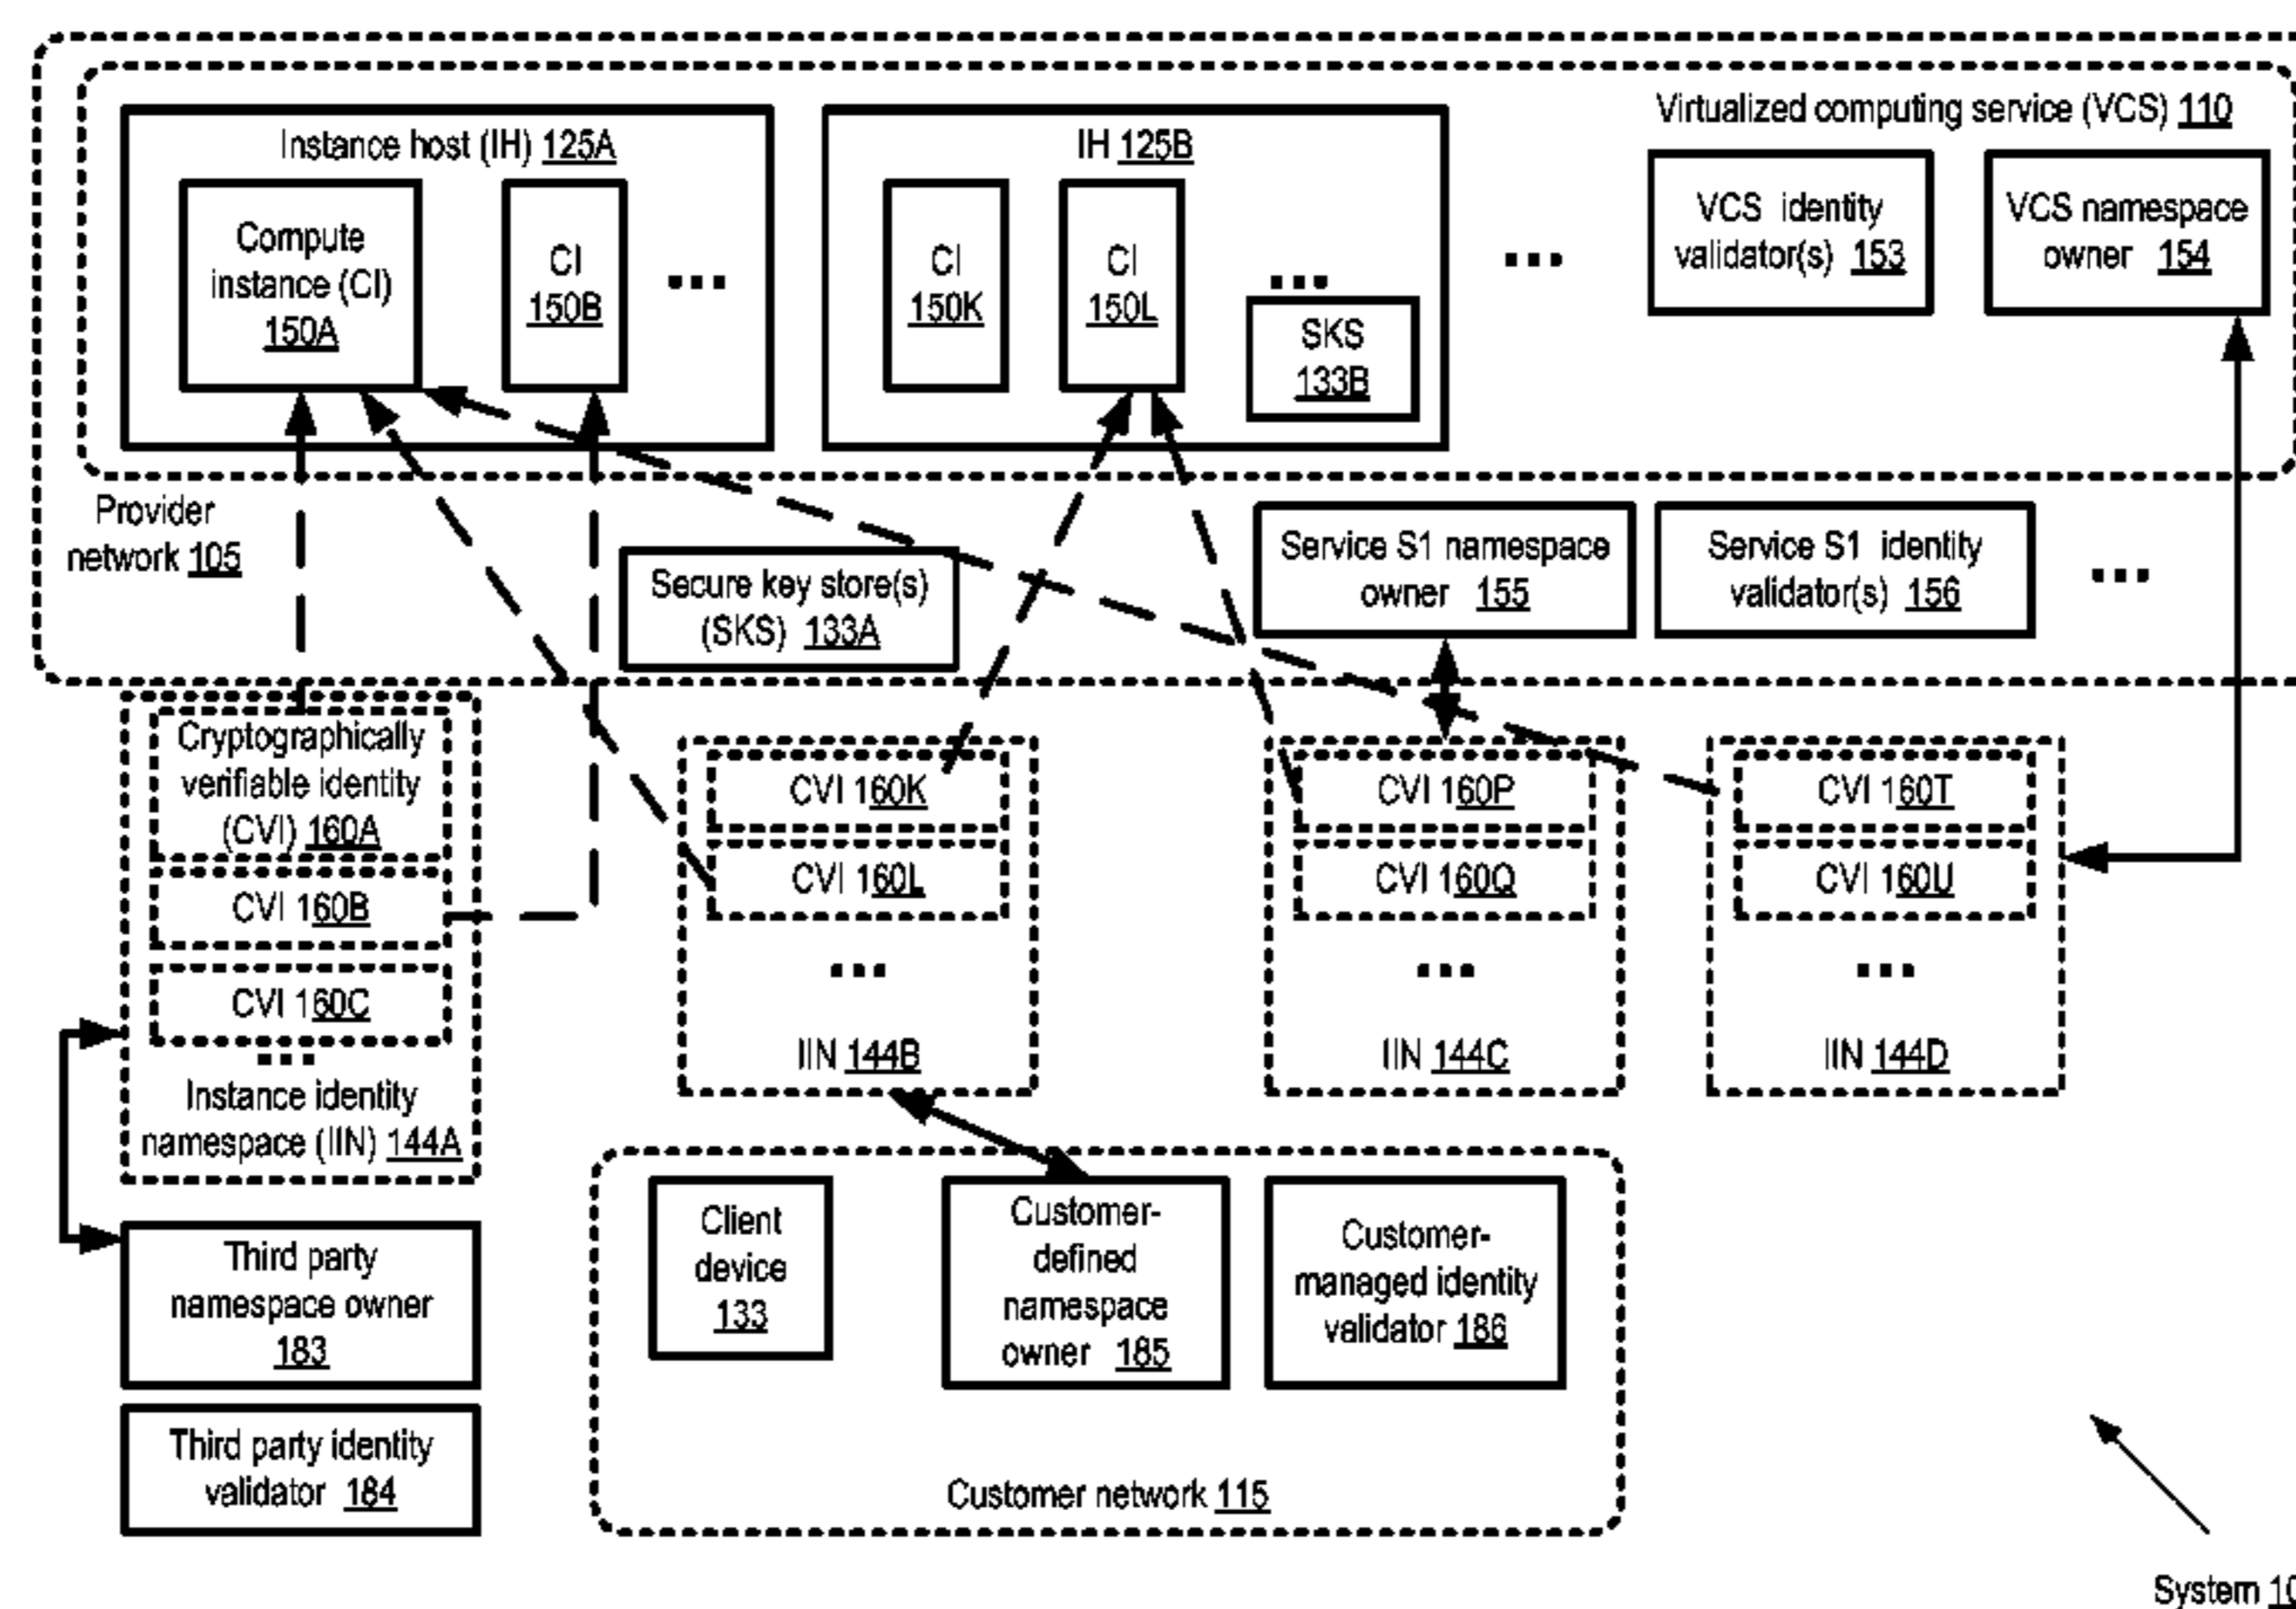 Virtualized computing service (VCS) 110
Instance host (IH) 125A
Compute
instance (CI)
150A
CI
150B
...
IH 125B
CI
150K
CI
150L
...
SKS
133B
...
VCS identity
validator(s) 153
VCS namespace
owner 154
Provider
network 105
Secure key store(s)
(SKS) 133A
Service S1 namespace
owner 155
Service S1 identity
validator(s) 156
...
Cryptographically
verifiable identity
(CVI) 160A
CVI 160B
CVI 160C
...
Instance identity
namespace (IIN) 144A
CVI 160K
CVI 160L
...
IIN 144B
CVI 160P
CVI 160Q
...
IIN 144C
CVI 160T
CVI 160U
...
IIN 144D
Third party
namespace owner
183
Third party identity
validator 184
Client
device
133
Customer-
defined
namespace
owner 185
Customer-
managed identity
validator 186
Customer network 115
System